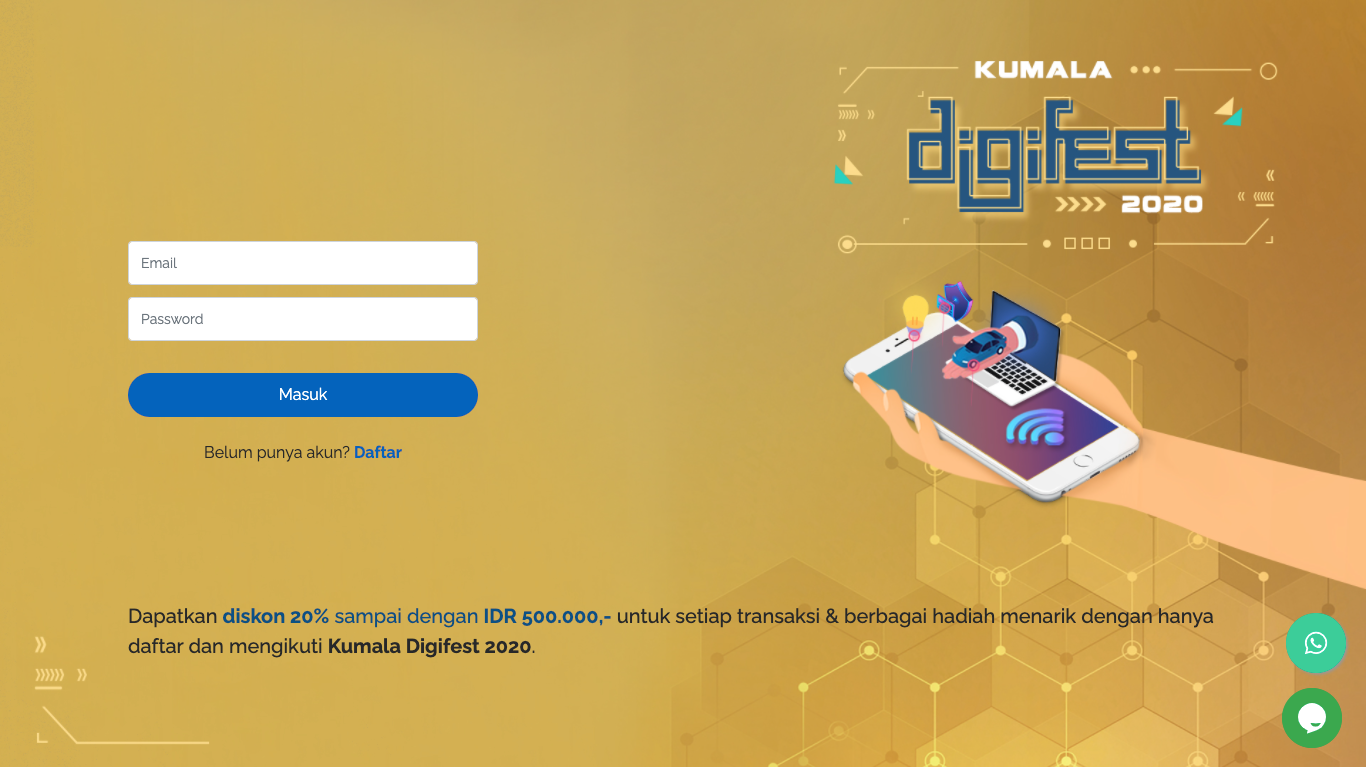 KUMALA
digifest
2020
Email
Password
Masuk
Belum punya akun? Daftar
Dapatkan diskon 20% sampai dengan IDR 500.000,- untuk setiap transaksi & berbagai hadiah menarik dengan hanya
daftar dan mengikuti Kumala Digifest 2020.